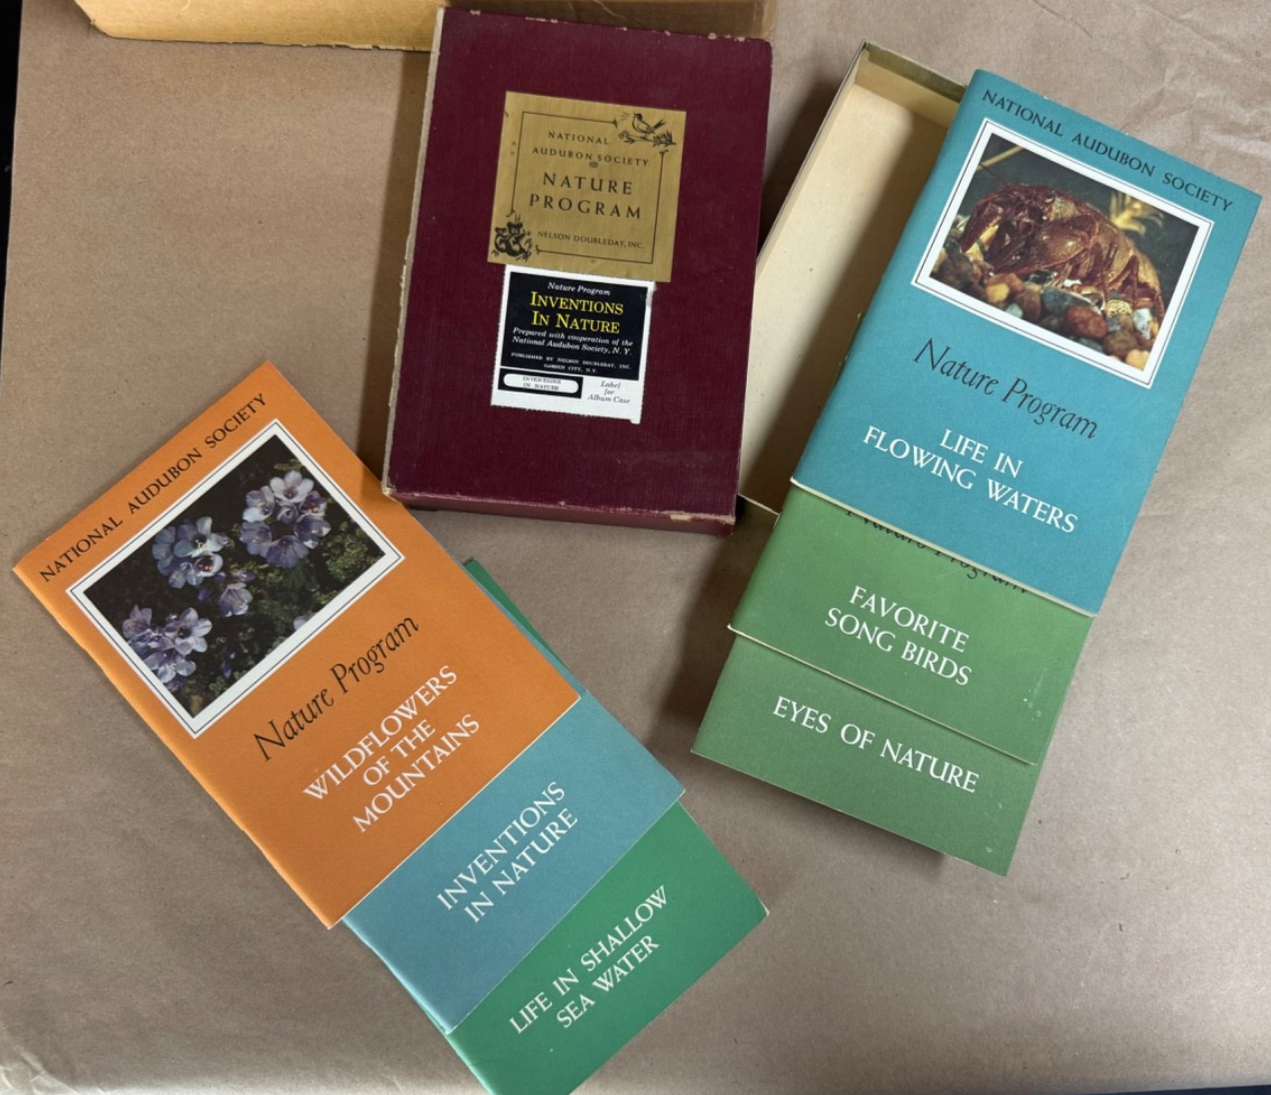 NATIONAL
AUDUBON SOCIETY
NATURE
PROGRAM
NELSON DOUBLEDAY, INC.
Nature Program
INVENTIONS
IN NATURE
Prepared with cooperation of the
National Audubon Society, N. Y.
PUBLISHED BY NELSON DOUBLEDAY, INC.
GARDEN CITY, N.Y.
INVENTIONS
IN NATURE
Label
for
Album Case
NATIONAL AUDUBON SOCIETY
Nature Program
LIFE IN
FLOWING WATERS
Nature Program
FAVORITE
SONG BIRDS
EYES OF NATURE
NATIONAL AUDUBON SOCIETY
Nature Program
WILDFLOWERS
OF THE
MOUNTAINS
INVENTIONS
IN NATURE
LIFE IN SHALLOW
SEA WATER